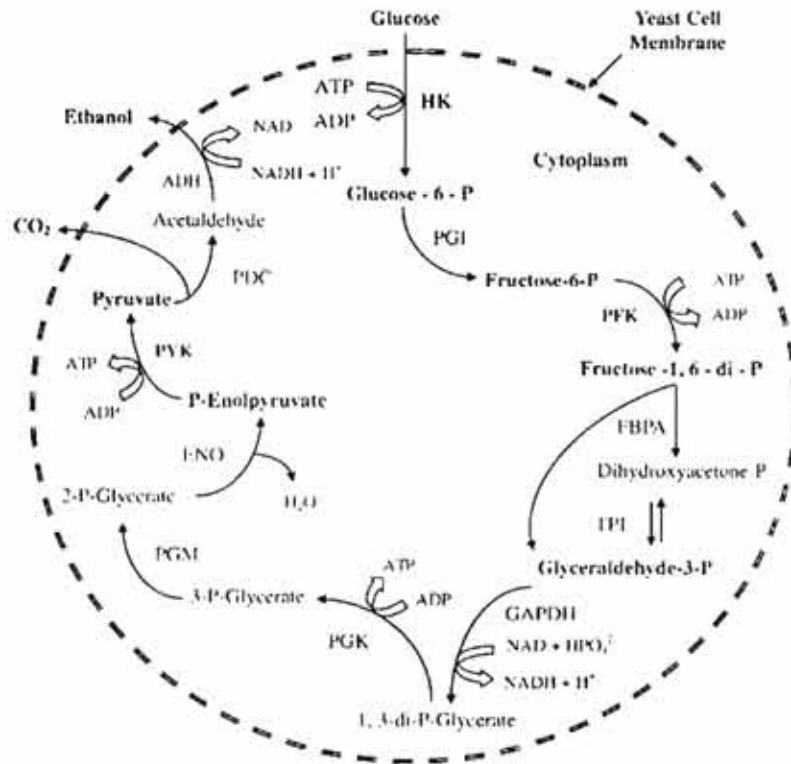 Glucose
Yeast Cell
Membrane
ATP
HK
ADP
Ethanol
NAD
NADH + H⁺
ADH
Cytoplasm
Glucose - 6 - P
Acetaldehyde
CO₂
PGI
PDC
Pyruvate
Fructose-6-P
ATP
PFK
ADP
PYK
ATP
ADP
Fructose -1, 6 - di - P
P-Enolpyruvate
FBPA
ENO
Dihydroxyacetone P
2-P-Glycerate
H₂O
TPI
PGM
Glyceraldehyde-3-P
ATP
3-P-Glycerate
ADP
GAPDH
PGK
NAD + HPO₄²
NADH + H⁺
1, 3-di-P-Glycerate